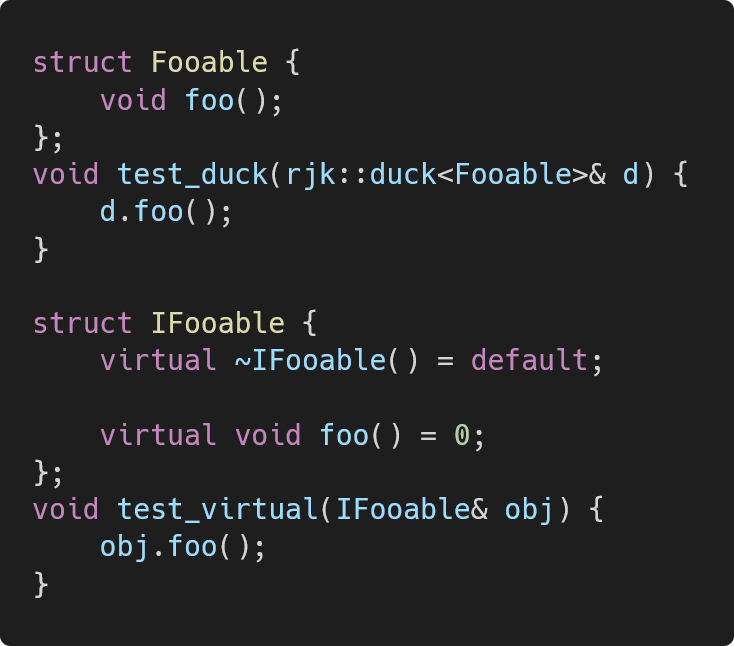 struct Fooable {
    void foo();
};
void test_duck(rjk::duck<Fooable>& d) {
    d.foo();
}

struct IFooable {
    virtual ~IFooable() = default;

    virtual void foo() = 0;
};
void test_virtual(IFooable& obj) {
    obj.foo();
}